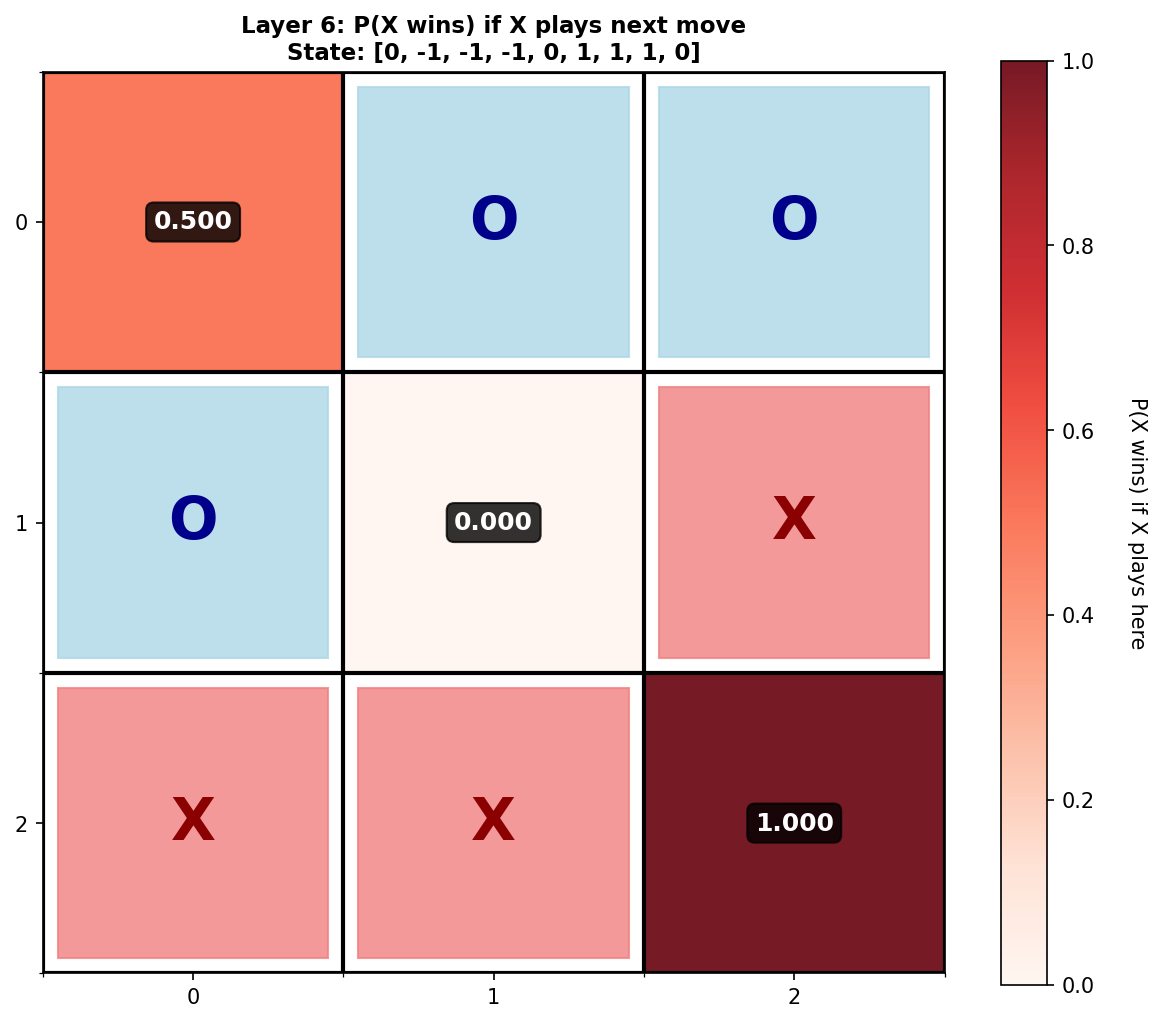 Layer 6: P(X wins) if X plays next move
State: [0, -1, -1, -1, 0, 1, 1, 1, 0]
0
0.500
O
O
1
O
0.000
X
2
X
X
1.000
0
1
2
1.0
0.8
0.6
0.4
0.2
0.0
P(X wins) if X plays here